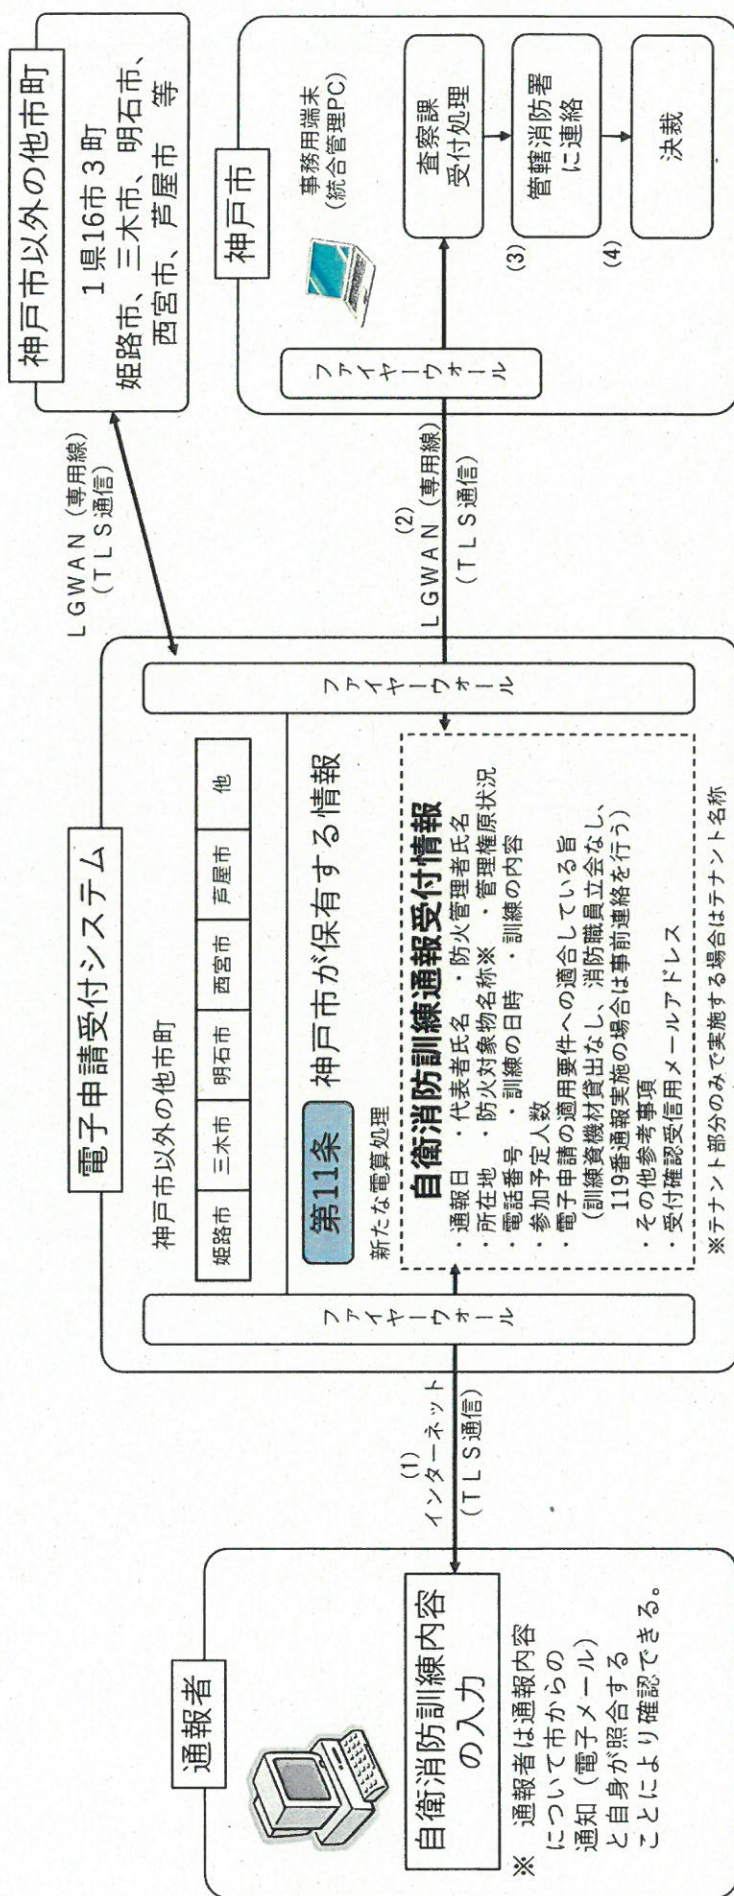 通報者
自衛消防訓練内容
の入力
※ 通報者は通報内容
について市からの
通知（電子メール）
と自身が照合する
ことにより確認できる。
(1)
インターネット
（ＴＬＳ通信）
電子申請受付システム
ファイヤーウォール
神戸市以外の他市町
姫路市
三木市
明石市
西宮市
芦屋市
他
第11条
神戸市が保有する情報
新たな電算処理
自衛消防訓練通報受付情報
・通報日 ・代表者氏名 ・防火管理者氏名
・所在地 ・防火対象物名称※ ・管理権原状況
・電話番号 ・訓練の日時 ・訓練の内容
・参加予定人数
・電子申請の適用要件への適合している旨
（訓練資機材貸出なし、消防職員立会なし、
119番通報実施の場合は事前連絡を行う）
・その他参考事項
・受付確認受信用メールアドレス
※テナント部分のみで実施する場合はテナント名称
ファイヤーウォール
ＬＧＷＡＮ（専用線）
（ＴＬＳ通信）
(2)
ＬＧＷＡＮ（専用線）
（ＴＬＳ通信）
神戸市以外の他市町
１県16市３町
姫路市、三木市、明石市、
西宮市、芦屋市 等
神戸市
ファイヤーウォール
事務用端末
（統合管理PC）
査察課
受付処理
(3)
管轄消防署
に連絡
(4)
決裁